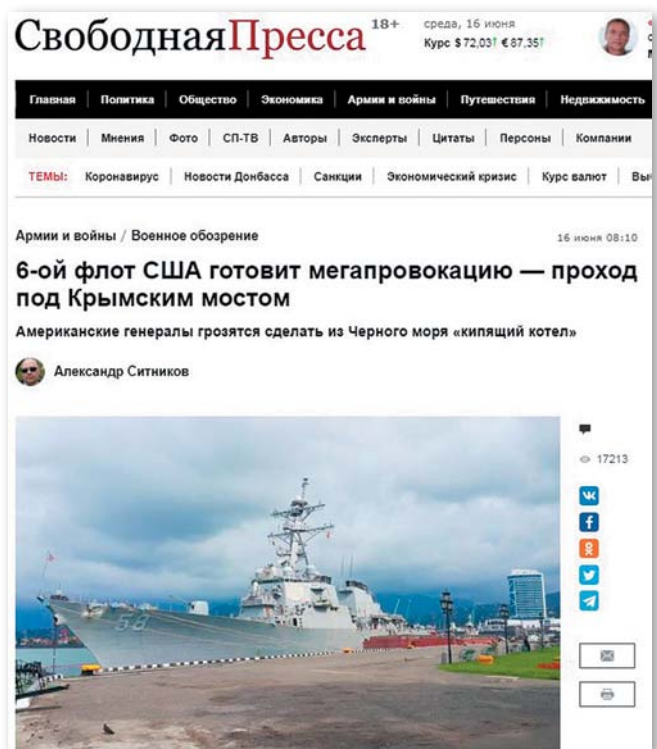 СвободнаяПресса 18+
среда, 16 июня
Курс $ 72,03↑ € 87,35↑
Главная Политика Общество Экономика Армии и войны Путешествия Недвижимость
Новости Мнения Фото СП-ТВ Авторы Эксперты Цитаты Персоны Компании
ТЕМЫ: Коронавирус Новости Донбасса Санкции Экономический кризис Курс валют
Армии и войны / Военное обозрение
16 июня 08:10
6-ой флот США готовит мегапровокацию — проход
под Крымским мостом
Американские генералы грозятся сделать из Черного моря «кипящий котел»
Александр Ситников
17213
58